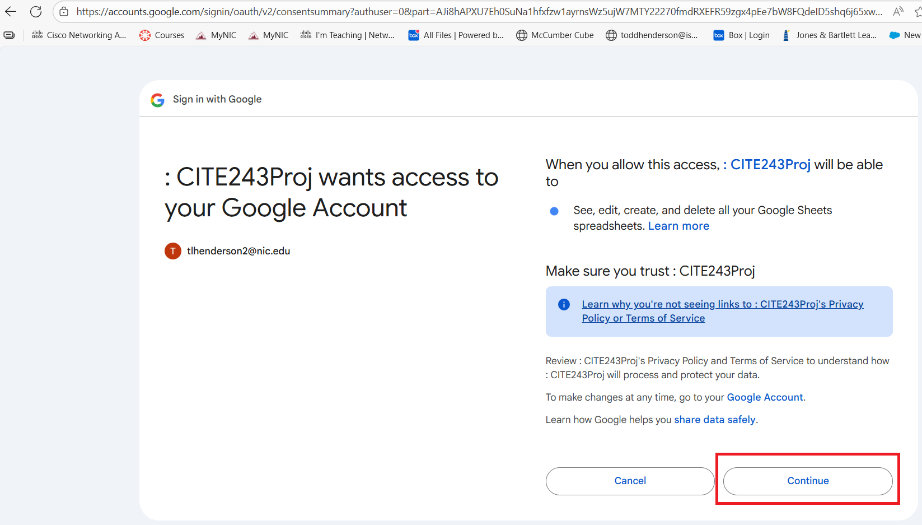 https://accounts.google.com/signin/oauth/v2/consentsummary?authuser=0&part=AJi8hAPXU7Eh0SuNa1hfxfzw1ayrnsWz5ujW7MTY22270fmdRXEFR59zgx4pEe7bW8FQdeID5shq6j65xw...
Cisco Networking A... Courses MyNIC MyNIC I'm Teaching | Netw... box All Files | Powered b... McCumber Cube toddhenderson@is... box Box | Login Jones & Bartlett Lea... New
Sign in with Google
: CITE243Proj wants access to
your Google Account
T tlhenderson2@nic.edu
When you allow this access, : CITE243Proj will be able
to
See, edit, create, and delete all your Google Sheets
spreadsheets. Learn more
Make sure you trust : CITE243Proj
Learn why you're not seeing links to : CITE243Proj's Privacy
Policy or Terms of Service
Review : CITE243Proj's Privacy Policy and Terms of Service to understand how
: CITE243Proj will process and protect your data.
To make changes at any time, go to your Google Account.
Learn how Google helps you share data safely.
Cancel Continue